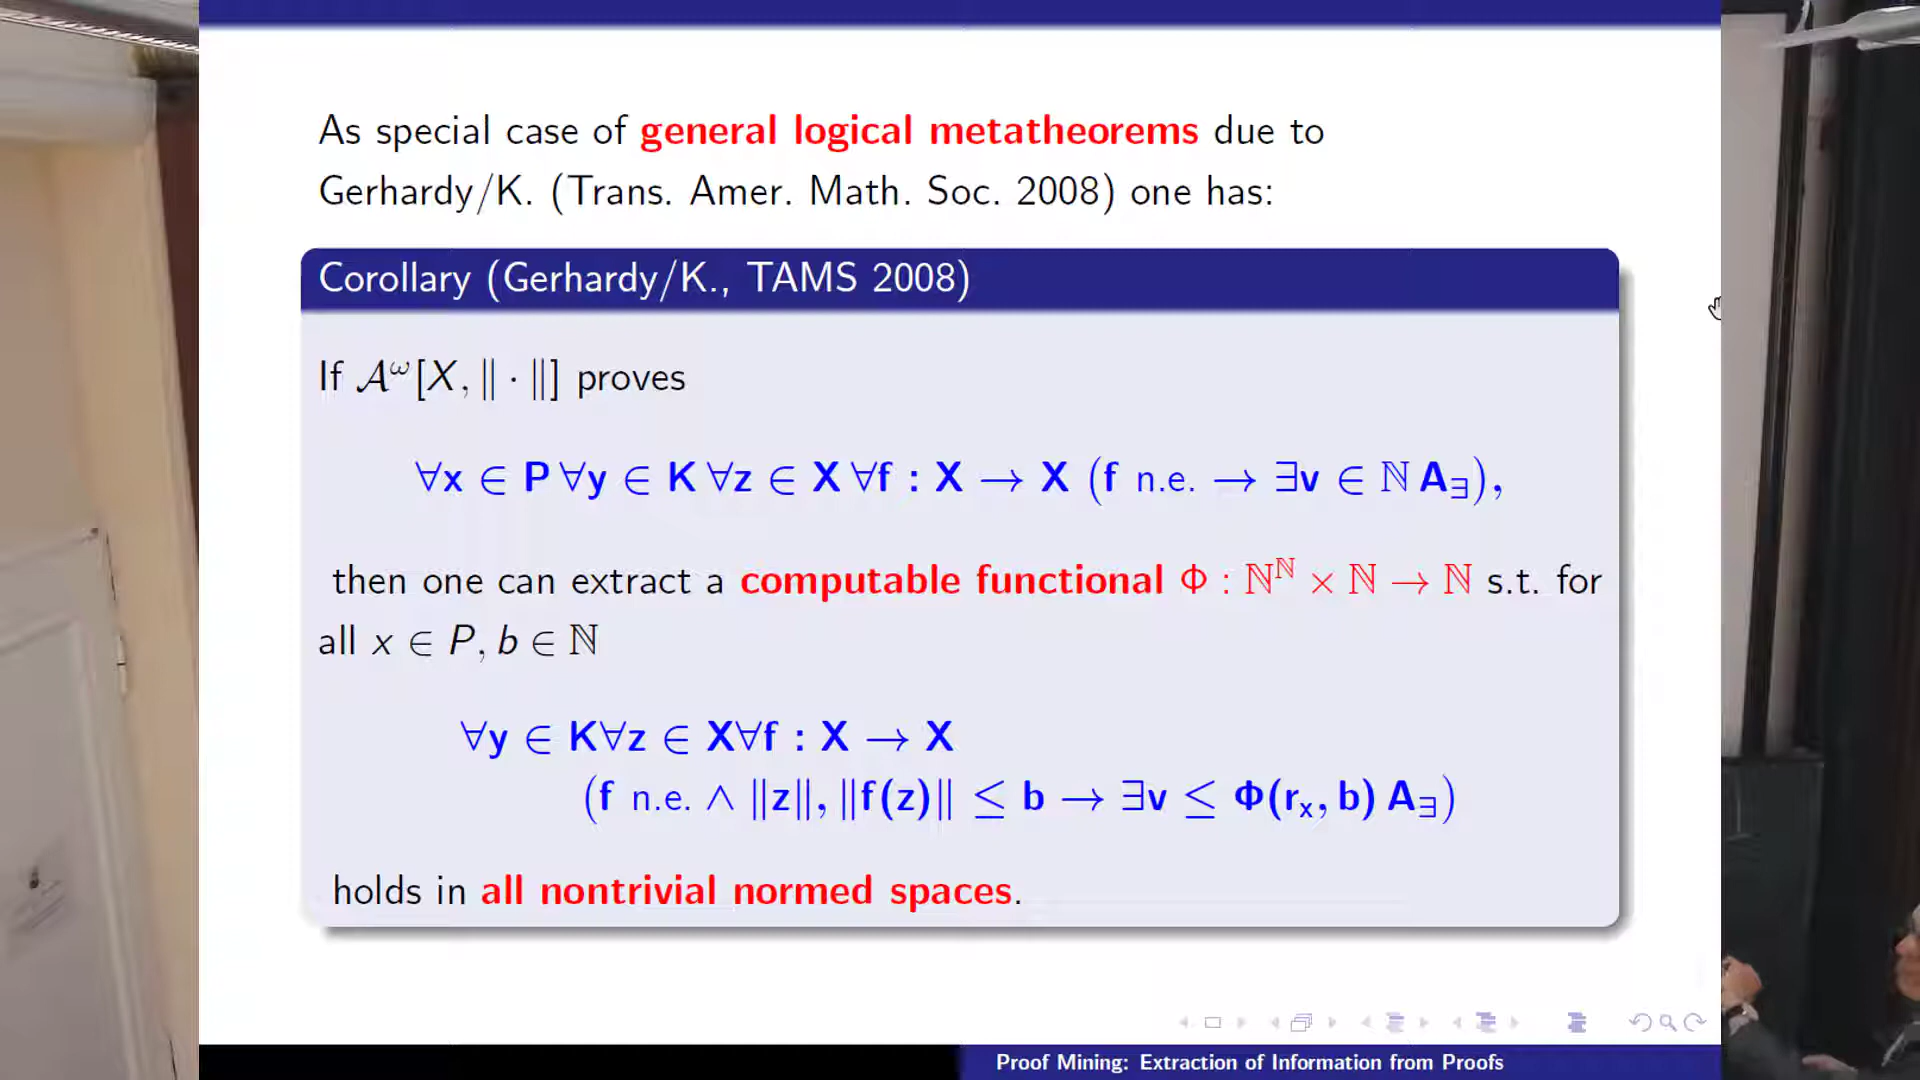 As special case of general logical metatheorems due to
Gerhardy/K. (Trans. Amer. Math. Soc. 2008) one has:
Corollary (Gerhardy/K., TAMS 2008)
If 𝒜^ω[X, ‖ · ‖] proves
∀x ∈ P ∀y ∈ K ∀z ∈ X ∀f : X → X (f n.e. → ∃v ∈ ℕ A_∃),
then one can extract a computable functional Φ : ℕ^ℕ × ℕ → ℕ s.t. for
all x ∈ P, b ∈ ℕ
∀y ∈ K∀z ∈ X∀f : X → X
(f n.e. ∧ ‖z‖, ‖f(z)‖ ≤ b → ∃v ≤ Φ(r_x, b) A_∃)
holds in all nontrivial normed spaces.
Proof Mining: Extraction of Information from Proofs